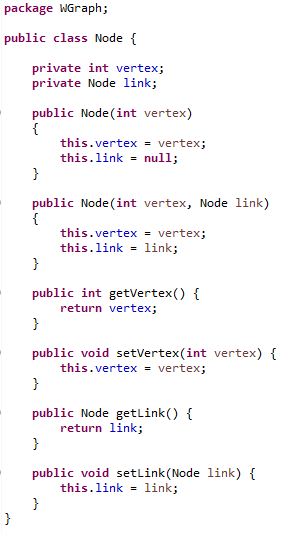 package WGraph;
public class Node {
private int vertex;
private Node link;
public Node(int vertex)
{
this.vertex = vertex;
this.link = null;
}
public Node(int vertex, Node link)
{
this.vertex = vertex;
this.link = link;
}
public int getVertex() {
return vertex;
}
public void setVertex(int vertex) {
this.vertex = vertex;
}
public Node getLink() {
return link;
}
public void setLink(Node link) {
this.link = link;
}
}